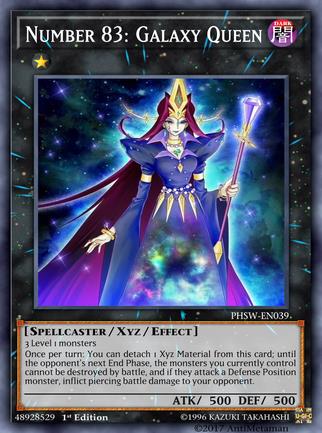 NUMBER 83: GALAXY QUEEN
DARK
闇
PHSW-EN039
[SPELLCASTER / XYZ / EFFECT]
3 Level 1 monsters
Once per turn: You can detach 1 Xyz Material from this card; until
the opponent's next End Phase, the monsters you currently control
cannot be destroyed by battle, and if they attack a Defense Position
monster, inflict piercing battle damage to your opponent.
ATK/ 500 DEF/ 500
48928529 1st Edition ©1996 KAZUKI TAKAHASHI
©2017 AntiMetaman